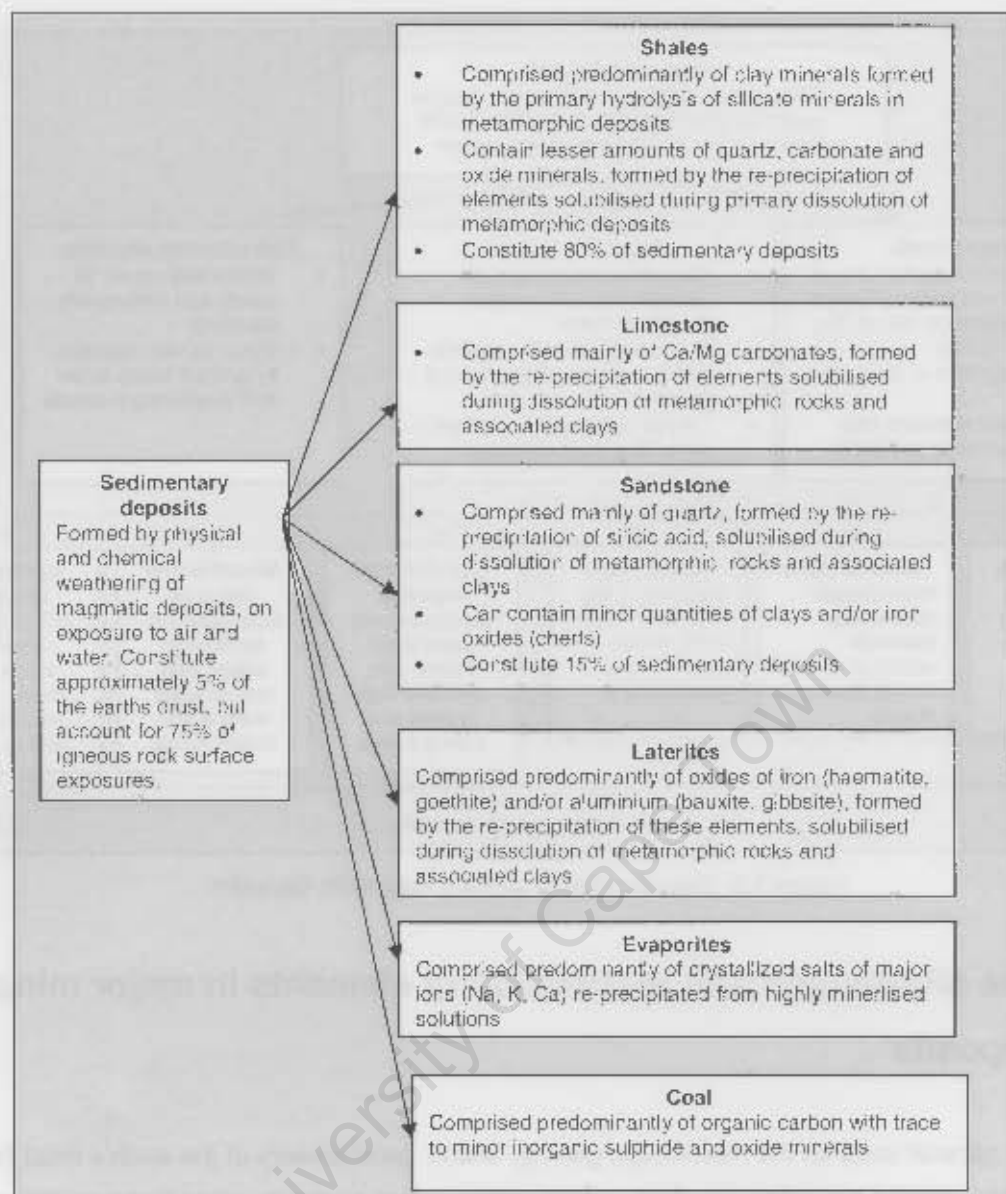 Shales
• Comprised predominantly of clay minerals formed
by the primary hydrolysis of silicate minerals in
metamorphic deposits
• Contain lesser amounts of quartz, carbonate and
oxide minerals, formed by the re-precipitation of
elements solubilised during primary dissolution of
metamorphic deposits
• Constitute 80% of sedimentary deposits
Limestone
• Comprised mainly of Ca/Mg carbonates, formed
by the re-precipitation of elements solubilised
during dissolution of metamorphic rocks and
associated clays
Sedimentary
deposits
Formed by physical
and chemical
weathering of
magmatic deposits, on
exposure to air and
water. Constitute
approximately 5% of
the earths crust, but
account for 75% of
igneous rock surface
exposures.
Sandstone
• Comprised mainly of quartz, formed by the re-
precipitation of silicic acid, solubilised during
dissolution of metamorphic rocks and associated
clays
• Can contain minor quantities of clays and/or iron
oxides (cherts)
• Constitute 15% of sedimentary deposits
Laterites
Comprised predominantly of oxides of iron (haematite,
goethite) and/or aluminium (bauxite, gibbsite), formed
by the re-precipitation of these elements, solubilised
during dissolution of metamorphic rocks and
associated clays
Evaporites
Comprised predominantly of crystallized salts of major
ions (Na, K, Ca) re-precipitated from highly minerlised
solutions
Coal
Comprised predominantly of organic carbon with trace
to minor inorganic sulphide and oxide minerals
University of Cape Town